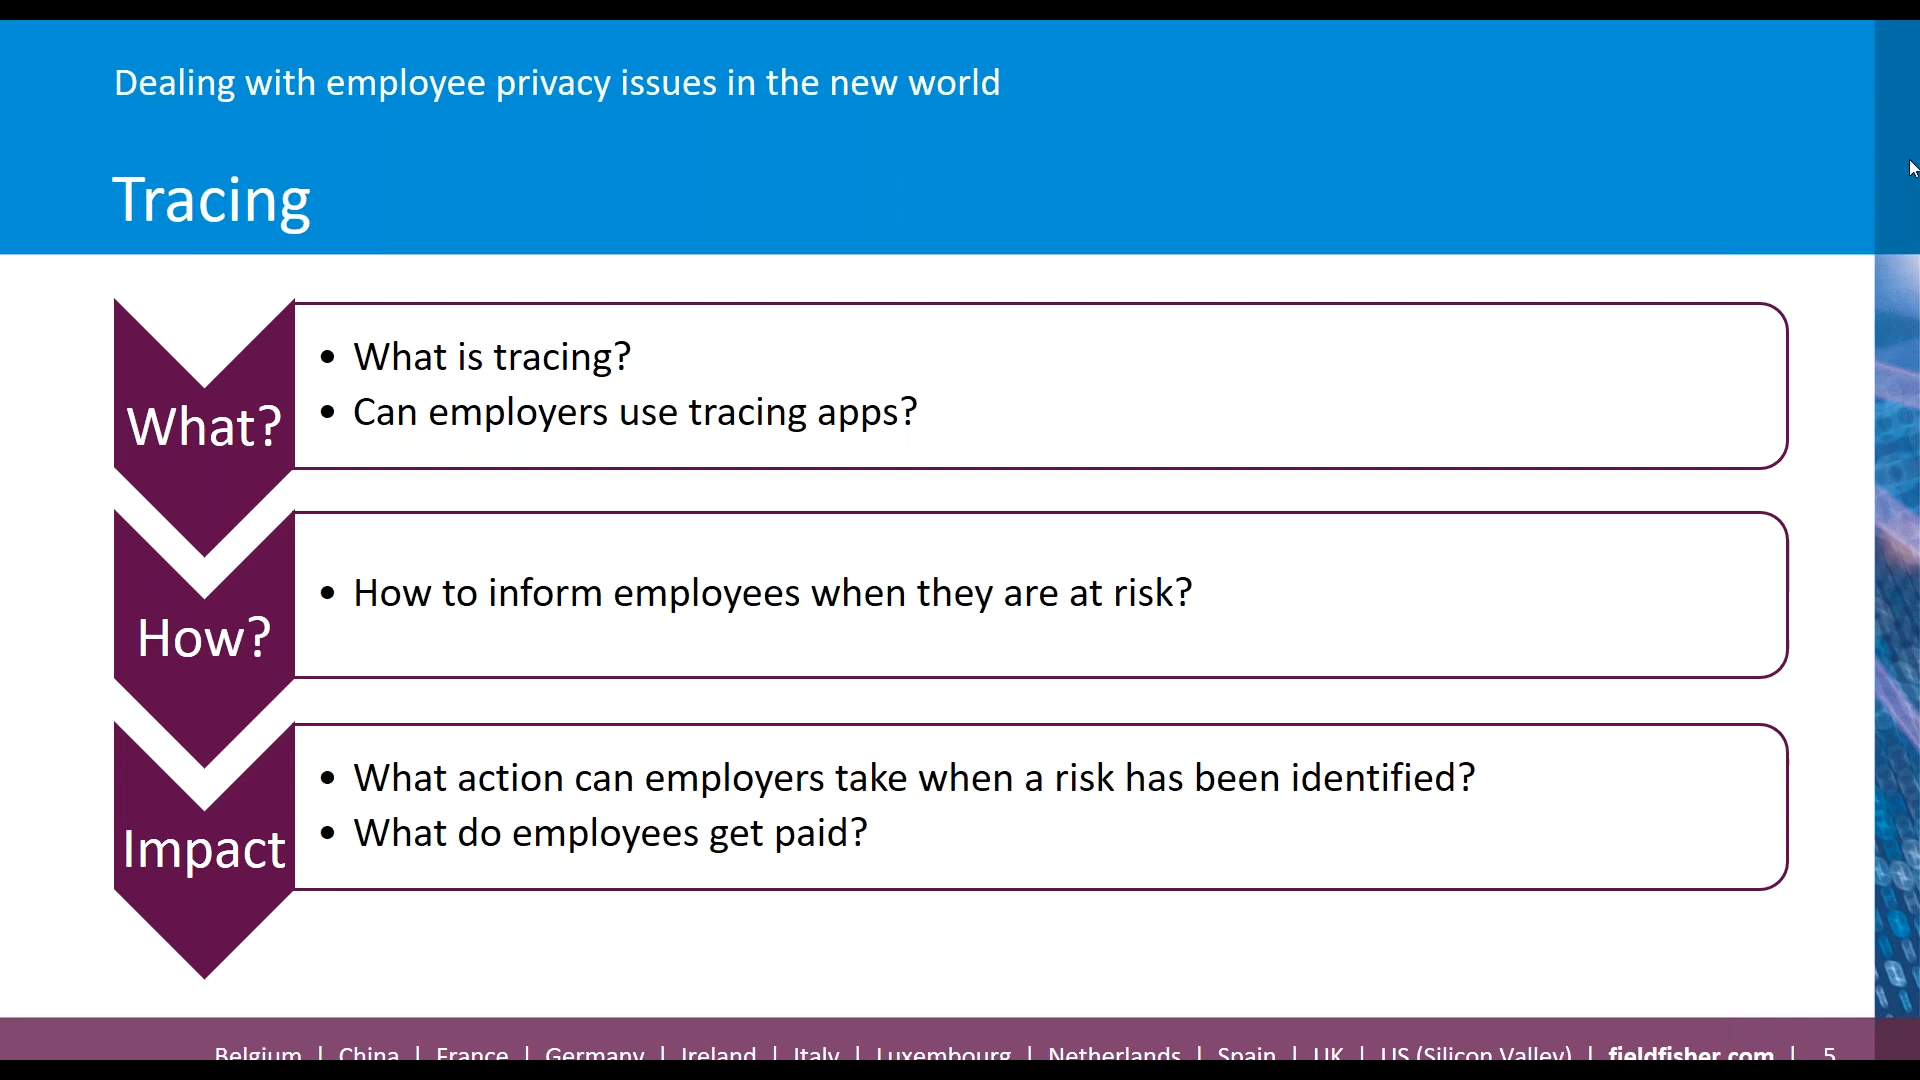 Dealing with employee privacy issues in the new world
Tracing
What?
• What is tracing?
• Can employers use tracing apps?
How?
• How to inform employees when they are at risk?
Impact
• What action can employers take when a risk has been identified?
• What do employees get paid?
Belgium | China | France | Germany | Ireland | Italy | Luxembourg | Netherlands | Spain | UK | US (Silicon Valley) | fieldfisher.com | 5